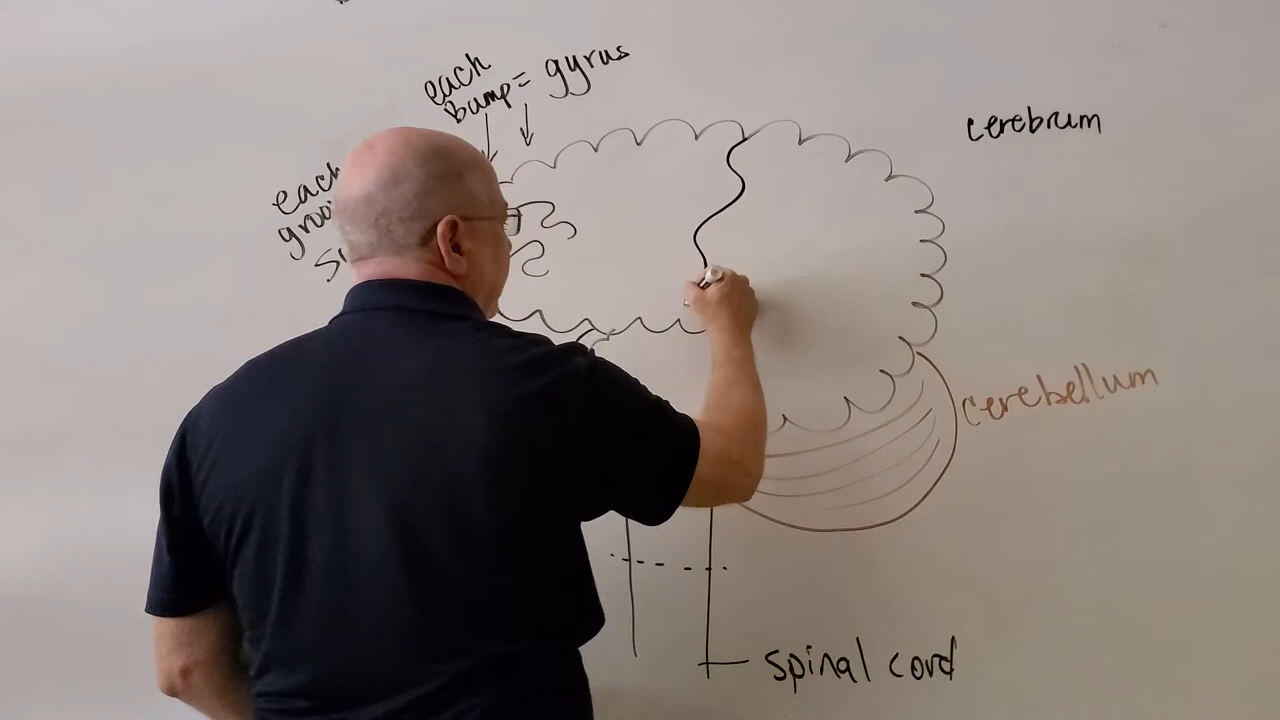 each
Bump = gyrus
cerebrum
each
cerebellum
spinal cord